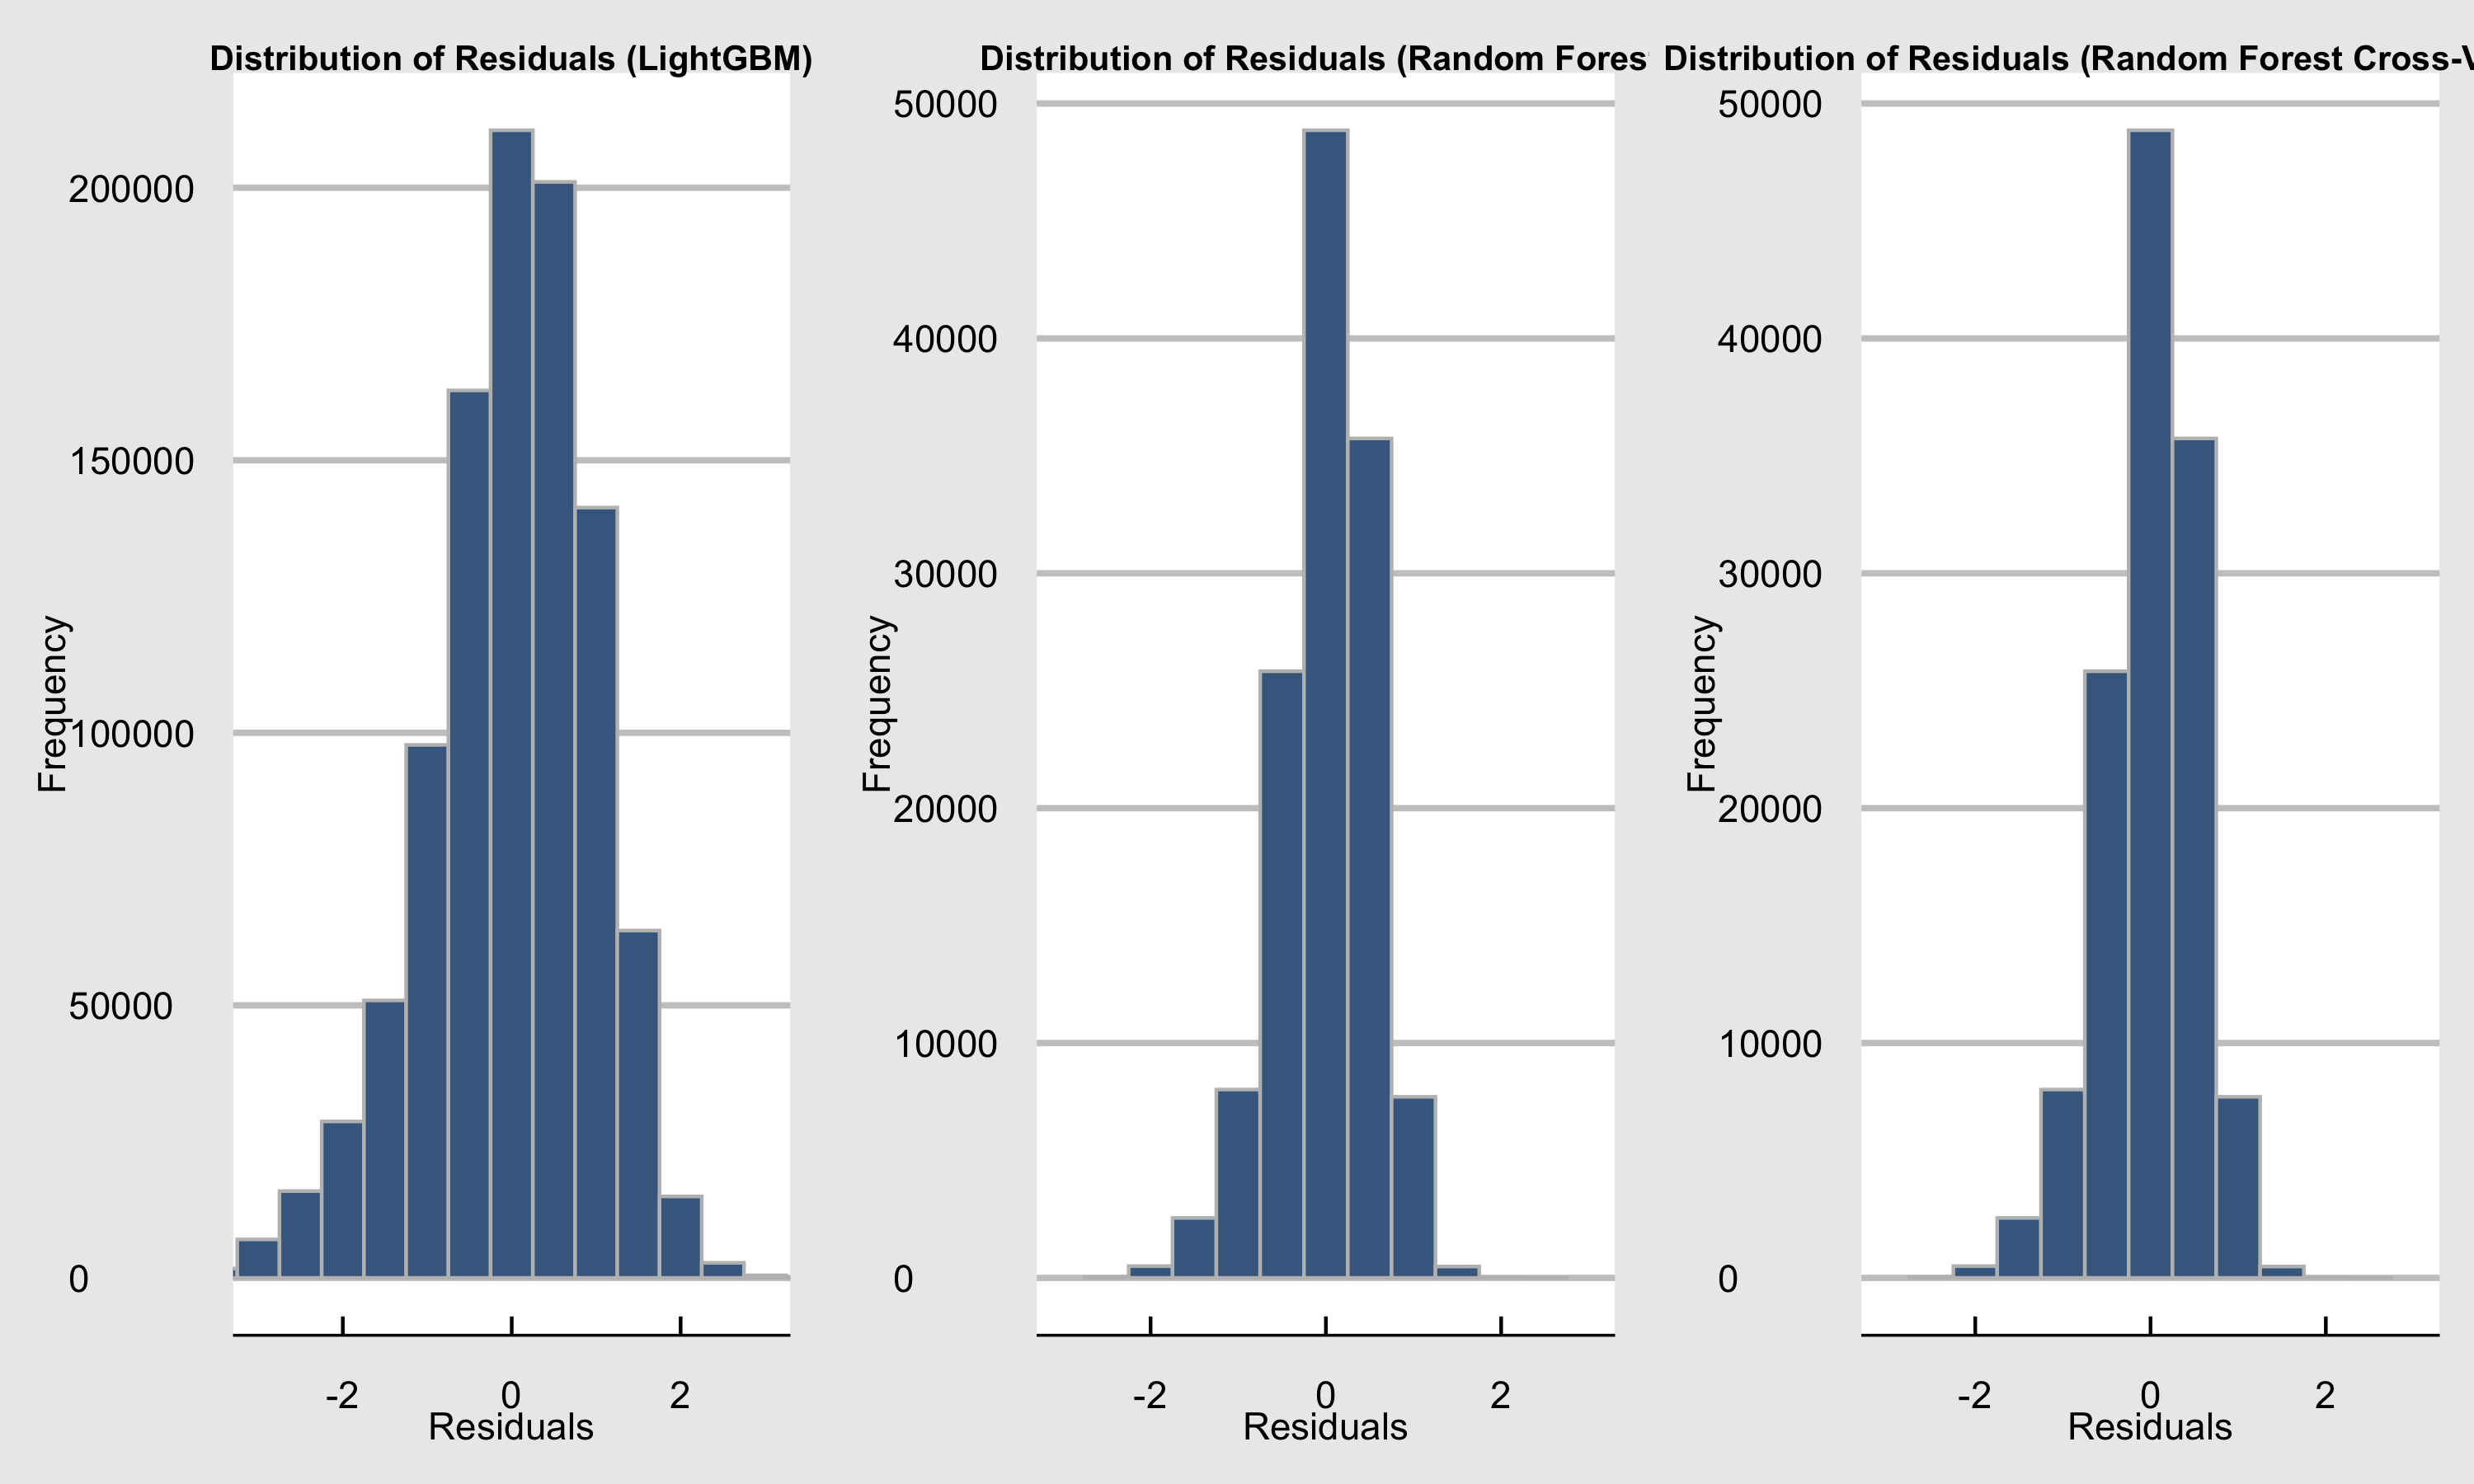 Distribution of Residuals (LightGBM)
Frequency
200000
150000
100000
50000
0
-2 0 2
Residuals
Distribution of Residuals (Random Fores
Frequency
50000
40000
30000
20000
10000
0
-2 0 2
Residuals
Distribution of Residuals (Random Forest Cross-V
Frequency
50000
40000
30000
20000
10000
0
-2 0 2
Residuals